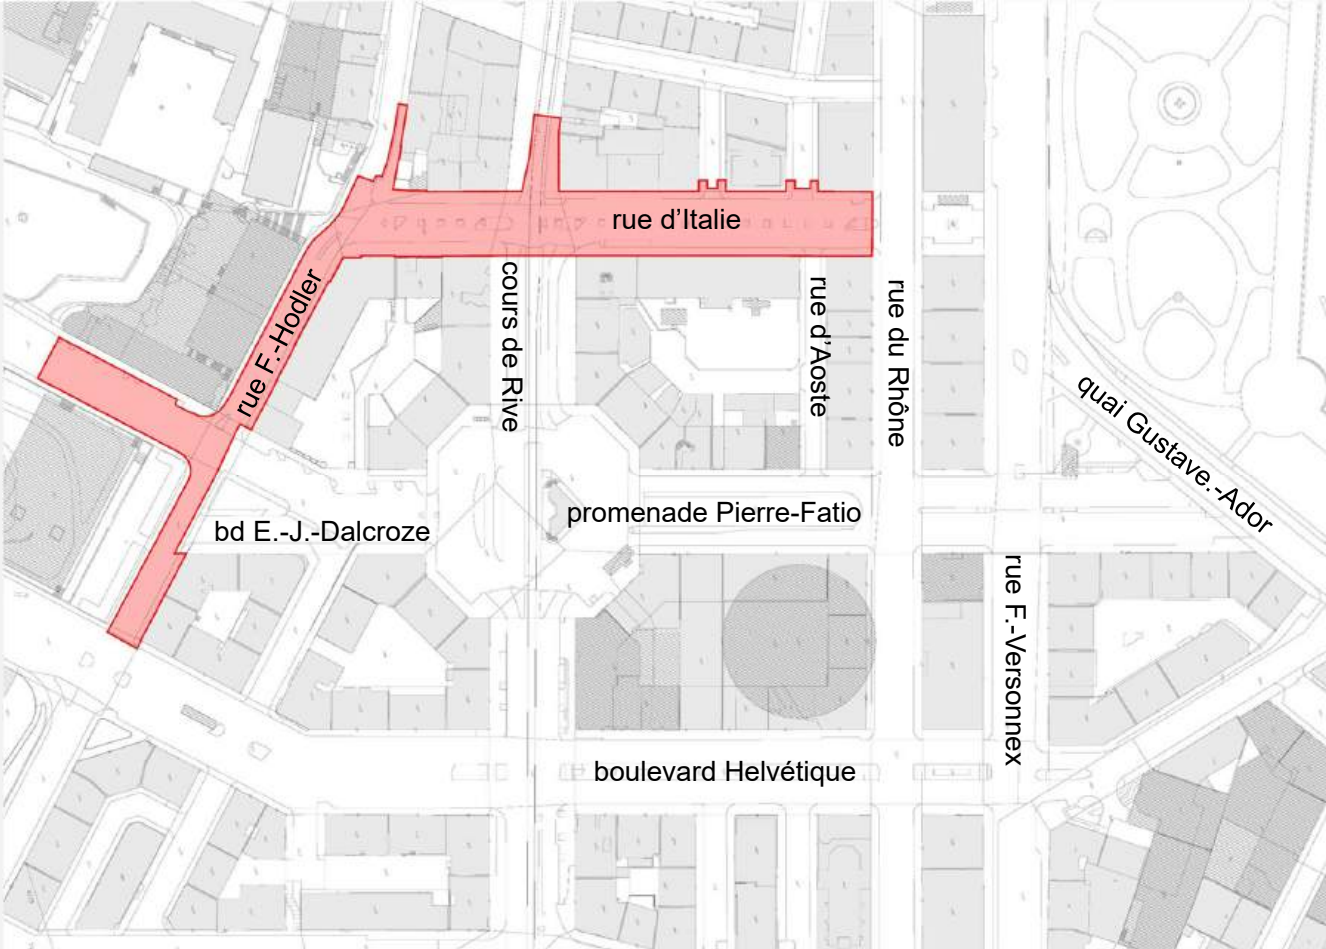 rue d’Italie
rue F.-Hodler
cours de Rive
rue d’Aoste
rue du Rhône
quai Gustave.-Ador
promenade Pierre-Fatio
bd E.-J.-Dalcroze
rue F.-Versonnex
boulevard Helvétique